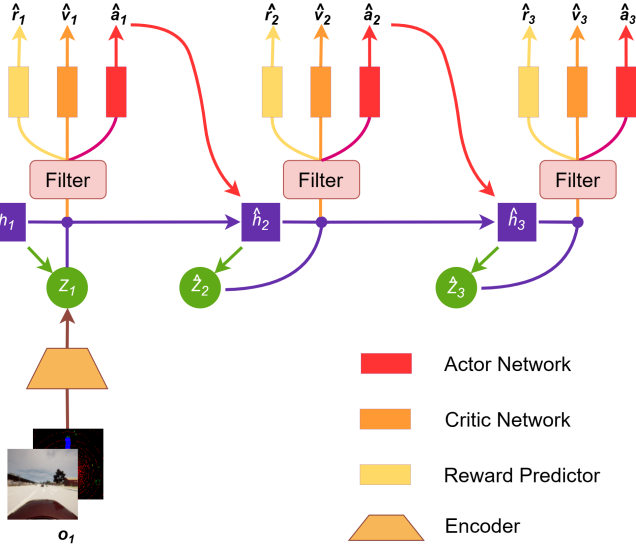 r̂₁ v̂₁ â₁ r̂₂ v̂₂ â₂ r̂₃ v̂₃ â₃
Filter Filter Filter
h₁ ĥ₂ ĥ₃
z₁ ẑ₂ ẑ₃
Actor Network
Critic Network
Reward Predictor
Encoder
o₁